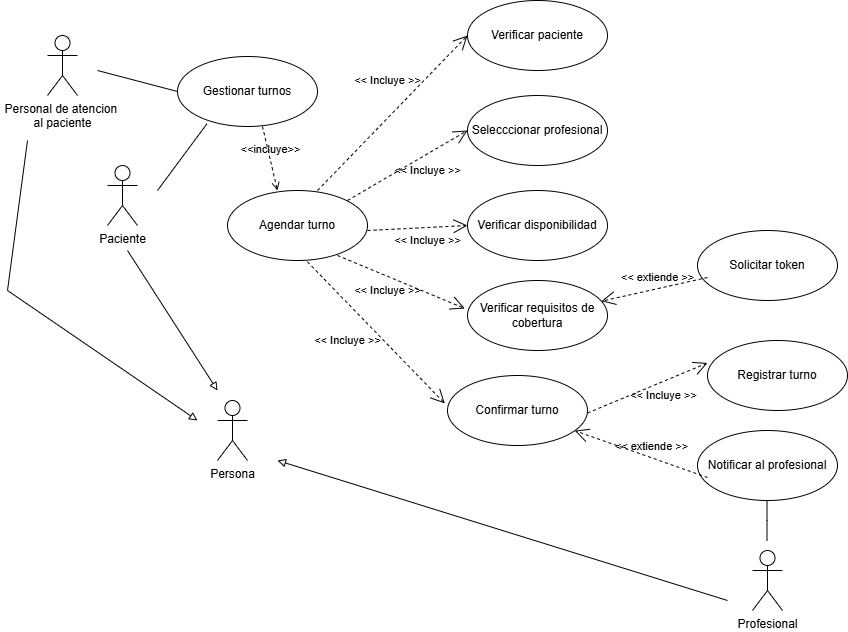 Verificar paciente
Gestionar turnos
<< Incluye >>
Personal de atencion
al paciente
Selecccionar profesional
<<incluye>>
<< Incluye >>
Agendar turno
Verificar disponibilidad
Paciente
<< Incluye >>
Solicitar token
<< extiende >>
<< Incluye >>
Verificar requisitos de
cobertura
<< Incluye >>
Registrar turno
<< Incluye >>
Confirmar turno
<< extiende >>
Notificar al profesional
Persona
Profesional